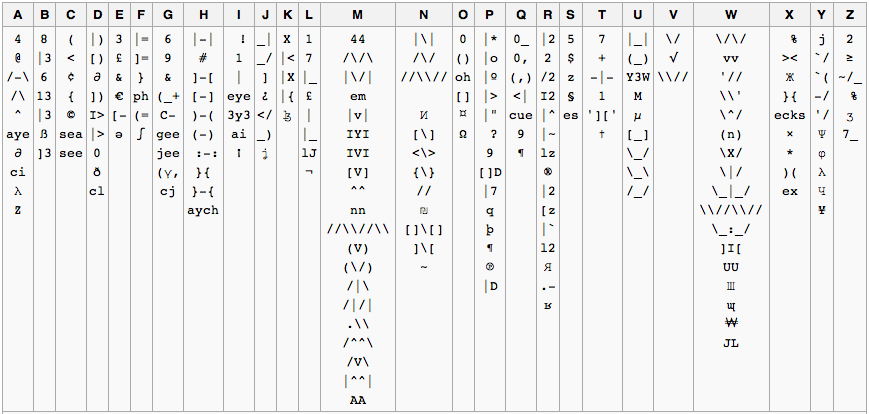 A B C D E F G H I J K L M N O P Q R S T U V W X Y Z
4 8 ( |) 3 |= 6 |-| ! _| X 1 44 |\| 0 |* 0_ |2 5 7 |_| \/ \/\/ % j 2
@ |3 < [) £ ]= 9 # 1 _/ |< 7 /\/\ /\/ () |o 0, 2 $ + (_) √ vv >< `/ ≥
/-\ 6 ¢ ∂ & } & ]-[ | ] |X |_ |\/| //\\// oh |º (,) /2 z -|- Y3W \\// '// Ж `( ~/_
/\ l3 { ]) € ph (_+ [-] eye ¿ |{ £ em [] |> <| I2 § 1 M \\' }{ -/ %
^ |3 © I> [- (= C- )-( 3y3 </ ɮ | |v| И ¤ |" cue |^ es '][' µ \^/ ecks '/ ʒ
aye ß sea |> ə ∫ gee (-) ai _) |_ IYI [\] Ω ? 9 |~ † [_] (n) × Ψ 7_
∂ ]3 see 0 jee :-: ¡ ʝ lJ IVI <\> 9 ¶ lz \_/ \X/ * φ
ci ð (γ, }{ ¬ [V] {\} []D ® \_\ \|/ )( λ
λ cl cj }-{ ^^ // |7 |2 /_/ \_|_/ ex Ч
Z aych nn ₪ q [z \\//\\// ¥
//\\//\\ []\[] þ |` \_:_/
(V) ]\[ ¶ l2 ]I[
(\/) ~ ℗ Я UU
/|\ |D .- Ш
/|/| ʁ ɰ
.\\ ₩
/^^\ JL
/V\
|^^|
AA